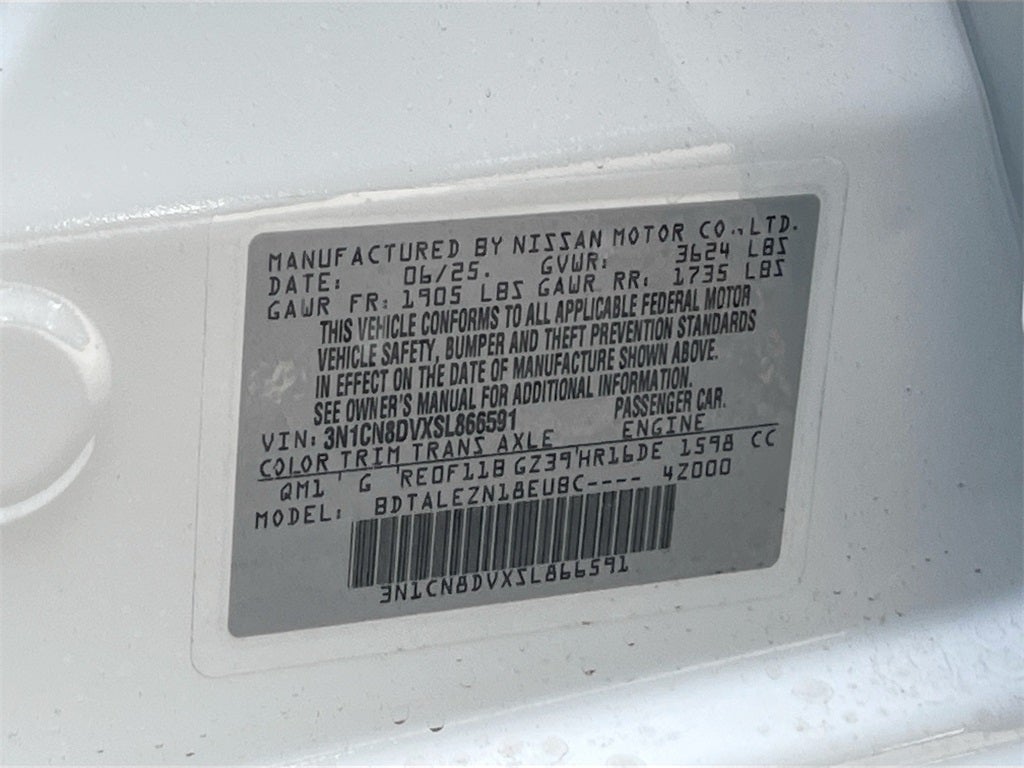 MANUFACTURED BY NISSAN MOTOR CO., LTD.
DATE: 06/25. GVWR: 3624 LBS
GAWR FR: 1905 LBS GAWR RR: 1735 LBS
THIS VEHICLE CONFORMS TO ALL APPLICABLE FEDERAL MOTOR
VEHICLE SAFETY, BUMPER AND THEFT PREVENTION STANDARDS
IN EFFECT ON THE DATE OF MANUFACTURE SHOWN ABOVE.
SEE OWNER'S MANUAL FOR ADDITIONAL INFORMATION.
VIN: 3N1CN8DVXSL866591 PASSENGER CAR.
COLOR TRIM TRANS AXLE ENGINE
QM1 G RE0F11B GZ39 HR16DE 1598 CC
MODEL: BDTALEZN18EUBC---- 4Z000
3N1CN8DVXSL866591